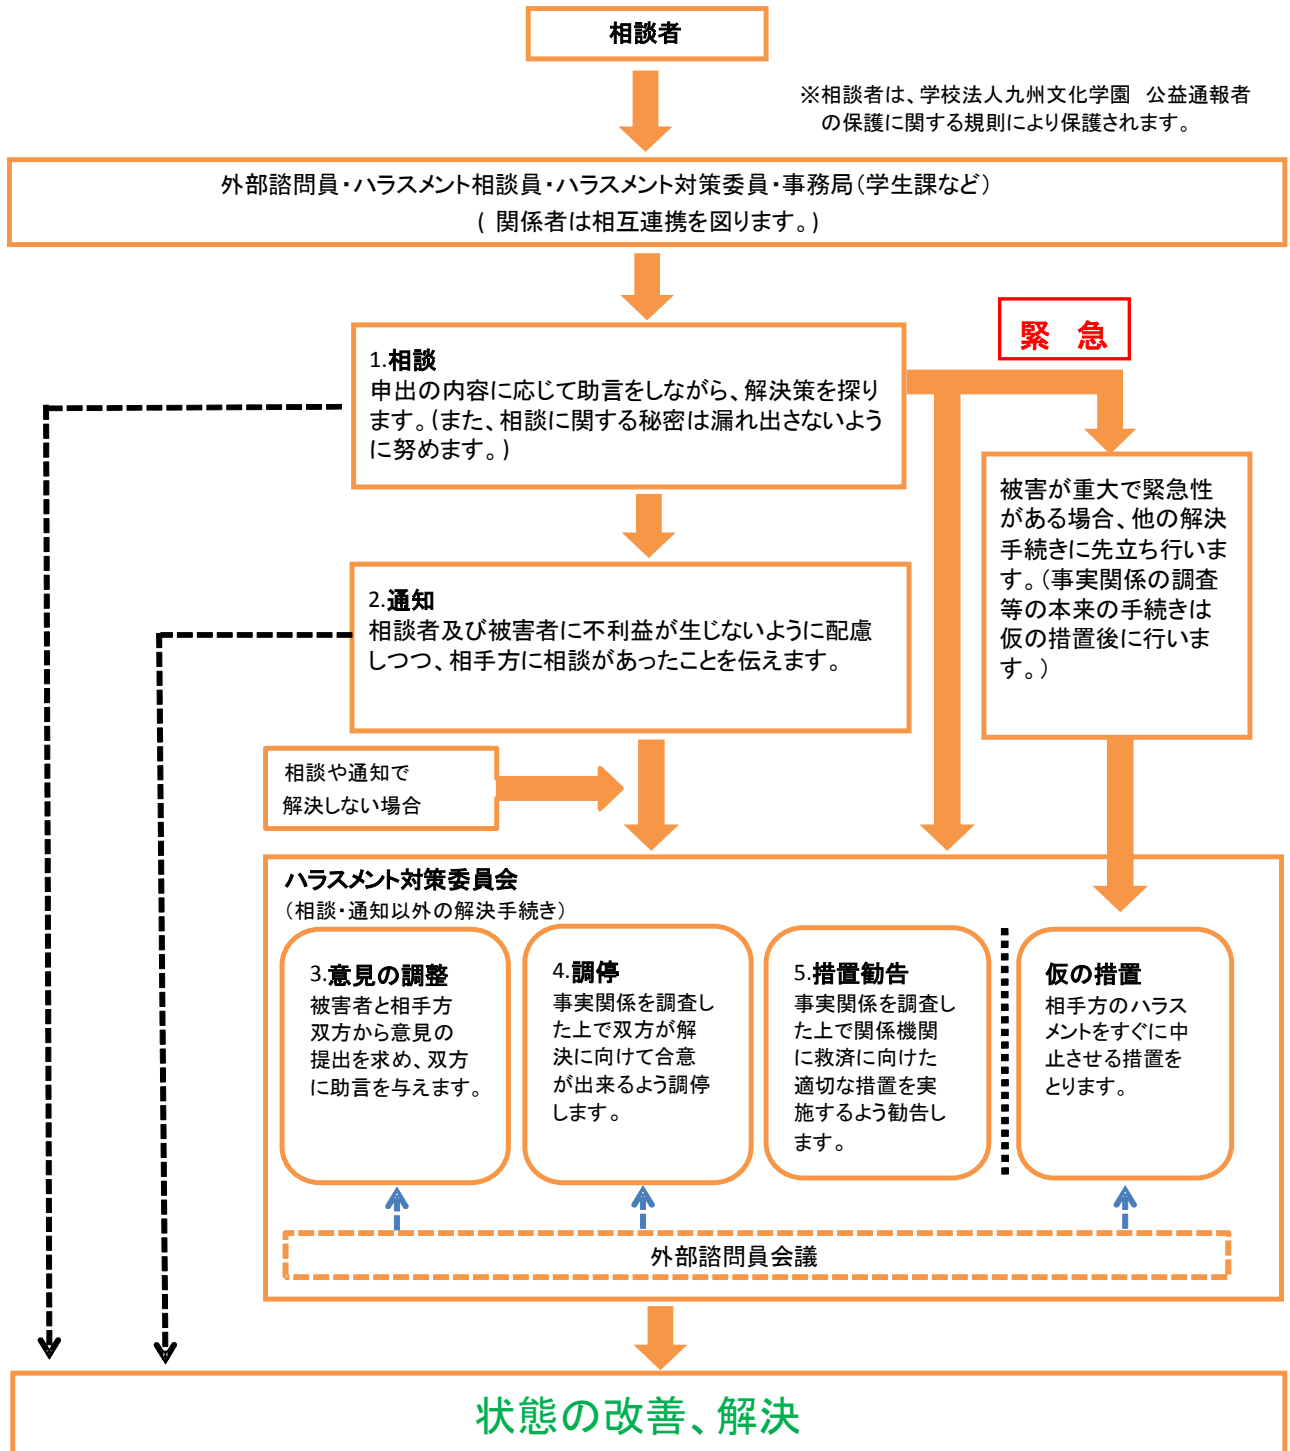 相談者
※相談者は、学校法人九州文化学園　公益通報者
の保護に関する規則により保護されます。
外部諮問員・ハラスメント相談員・ハラスメント対策委員・事務局（学生課など）
( 関係者は相互連携を図ります。)
緊　急
1.相談
申出の内容に応じて助言をしながら、解決策を探り
ます。(また、相談に関する秘密は漏れ出さないよう
に努めます。)
被害が重大で緊急性
がある場合、他の解決
手続きに先立ち行いま
す。（事実関係の調査
等の本来の手続きは
仮の措置後に行いま
す。）
2.通知
相談者及び被害者に不利益が生じないように配慮
しつつ、相手方に相談があったことを伝えます。
相談や通知で
解決しない場合
ハラスメント対策委員会
（相談・通知以外の解決手続き）
3.意見の調整
被害者と相手方
双方から意見の
提出を求め、双方
に助言を与えます。
4.調停
事実関係を調査し
た上で双方が解
決に向けて合意
が出来るよう調停
します。
5.措置勧告
事実関係を調査し
た上で関係機関
に救済に向けた
適切な措置を実
施するよう勧告し
ます。
仮の措置
相手方のハラス
メントをすぐに中
止させる措置を
とります。
外部諮問員会議
状態の改善、解決